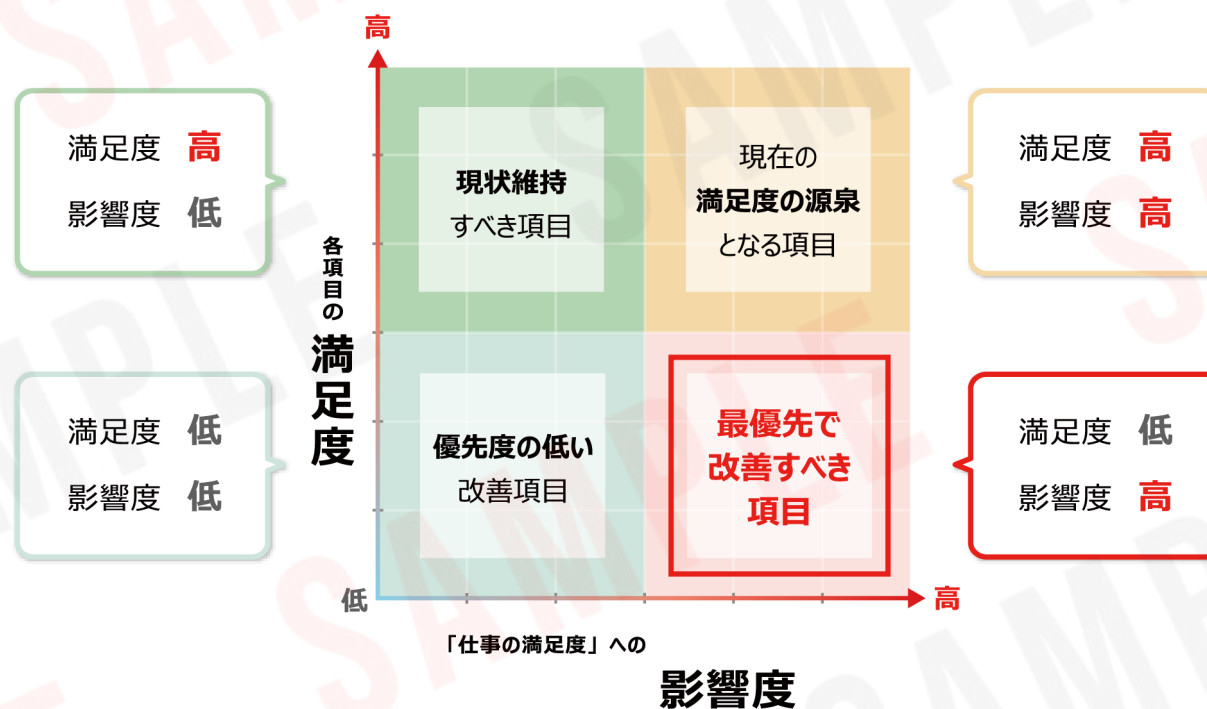 高
満足度 高
影響度 低
現状維持
すべき項目
現在の
満足度の源泉
となる項目
満足度 高
影響度 高
各項目の
満足度
満足度 低
影響度 低
優先度の低い
改善項目
最優先で
改善すべき
項目
満足度 低
影響度 高
低
高
「仕事の満足度」への
影響度
SAMPLE
SAMPLE
SAMPLE
SAMPLE